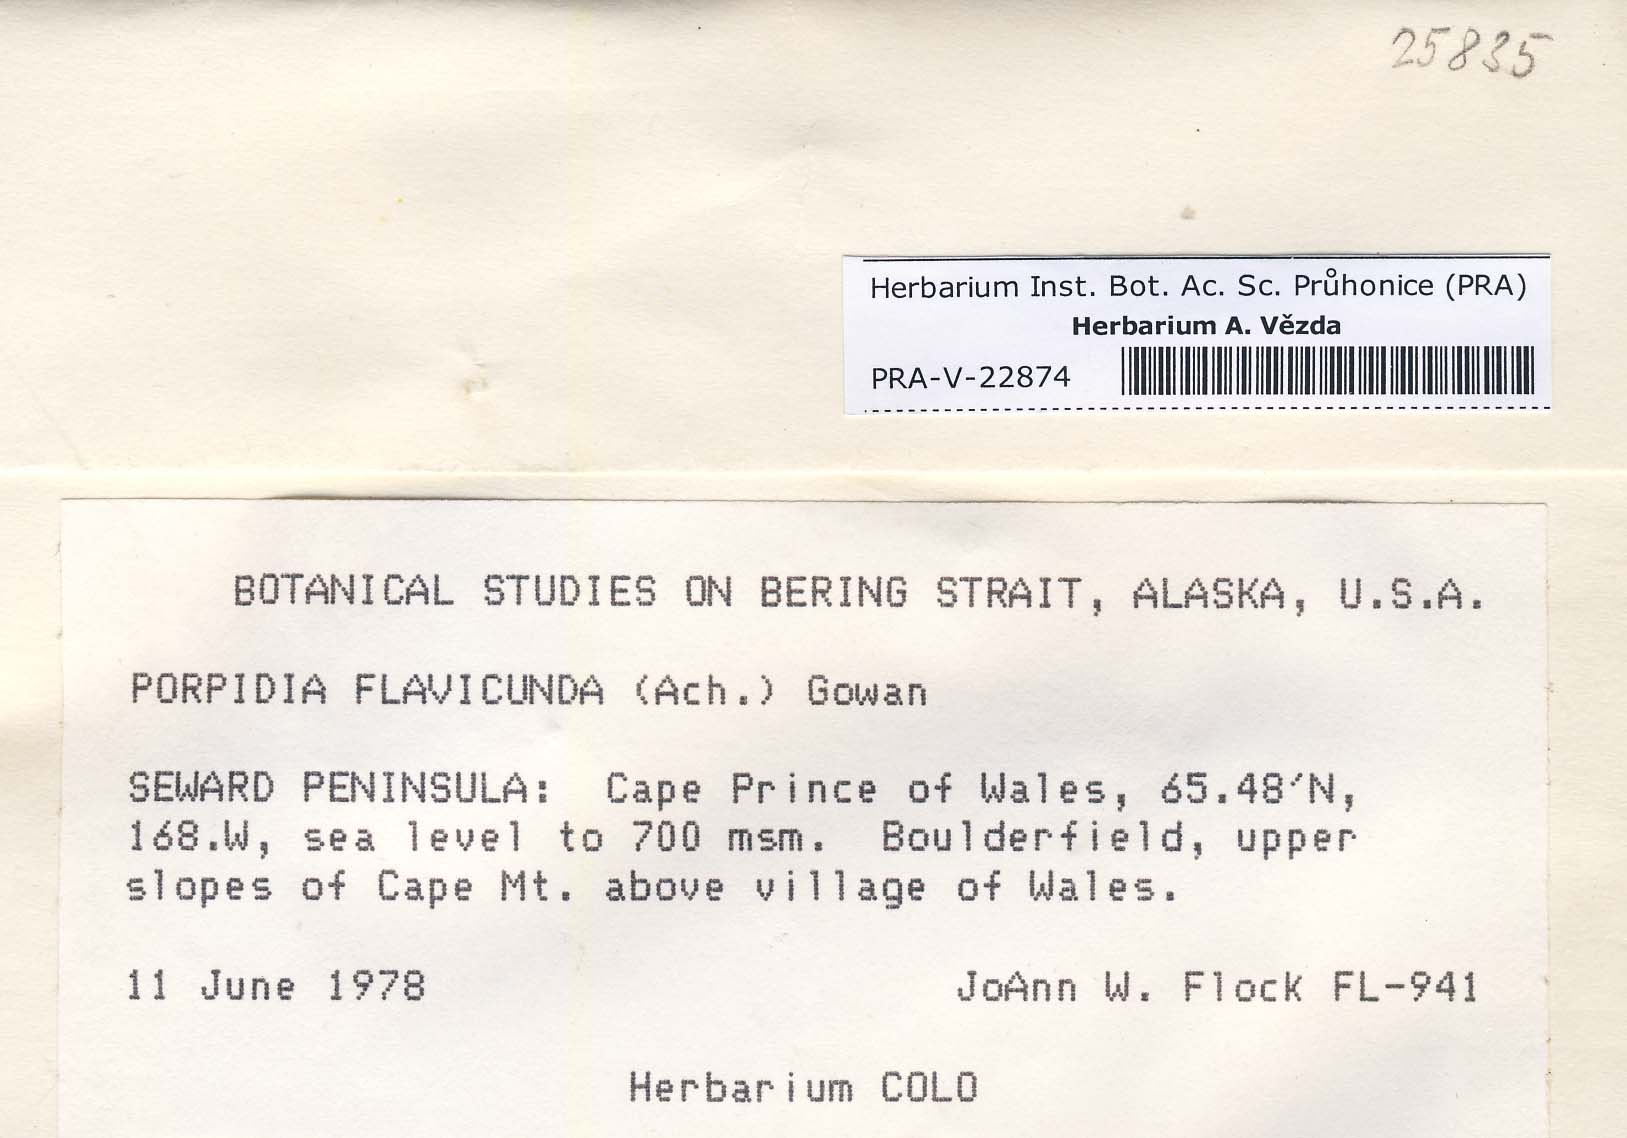 25835
Herbarium Inst. Bot. Ac. Sc. Průhonice (PRA)
Herbarium A. Vězda
PRA-V-22874
BOTANICAL STUDIES ON BERING STRAIT, ALASKA, U.S.A.
PORPIDIA FLAVICUNDA (Ach.) Gowan
SEWARD PENINSULA: Cape Prince of Wales, 65.48'N,
168.W, sea level to 700 msm. Boulderfield, upper
slopes of Cape Mt. above village of Wales.
11 June 1978 JoAnn W. Flock FL-941
Herbarium COLO